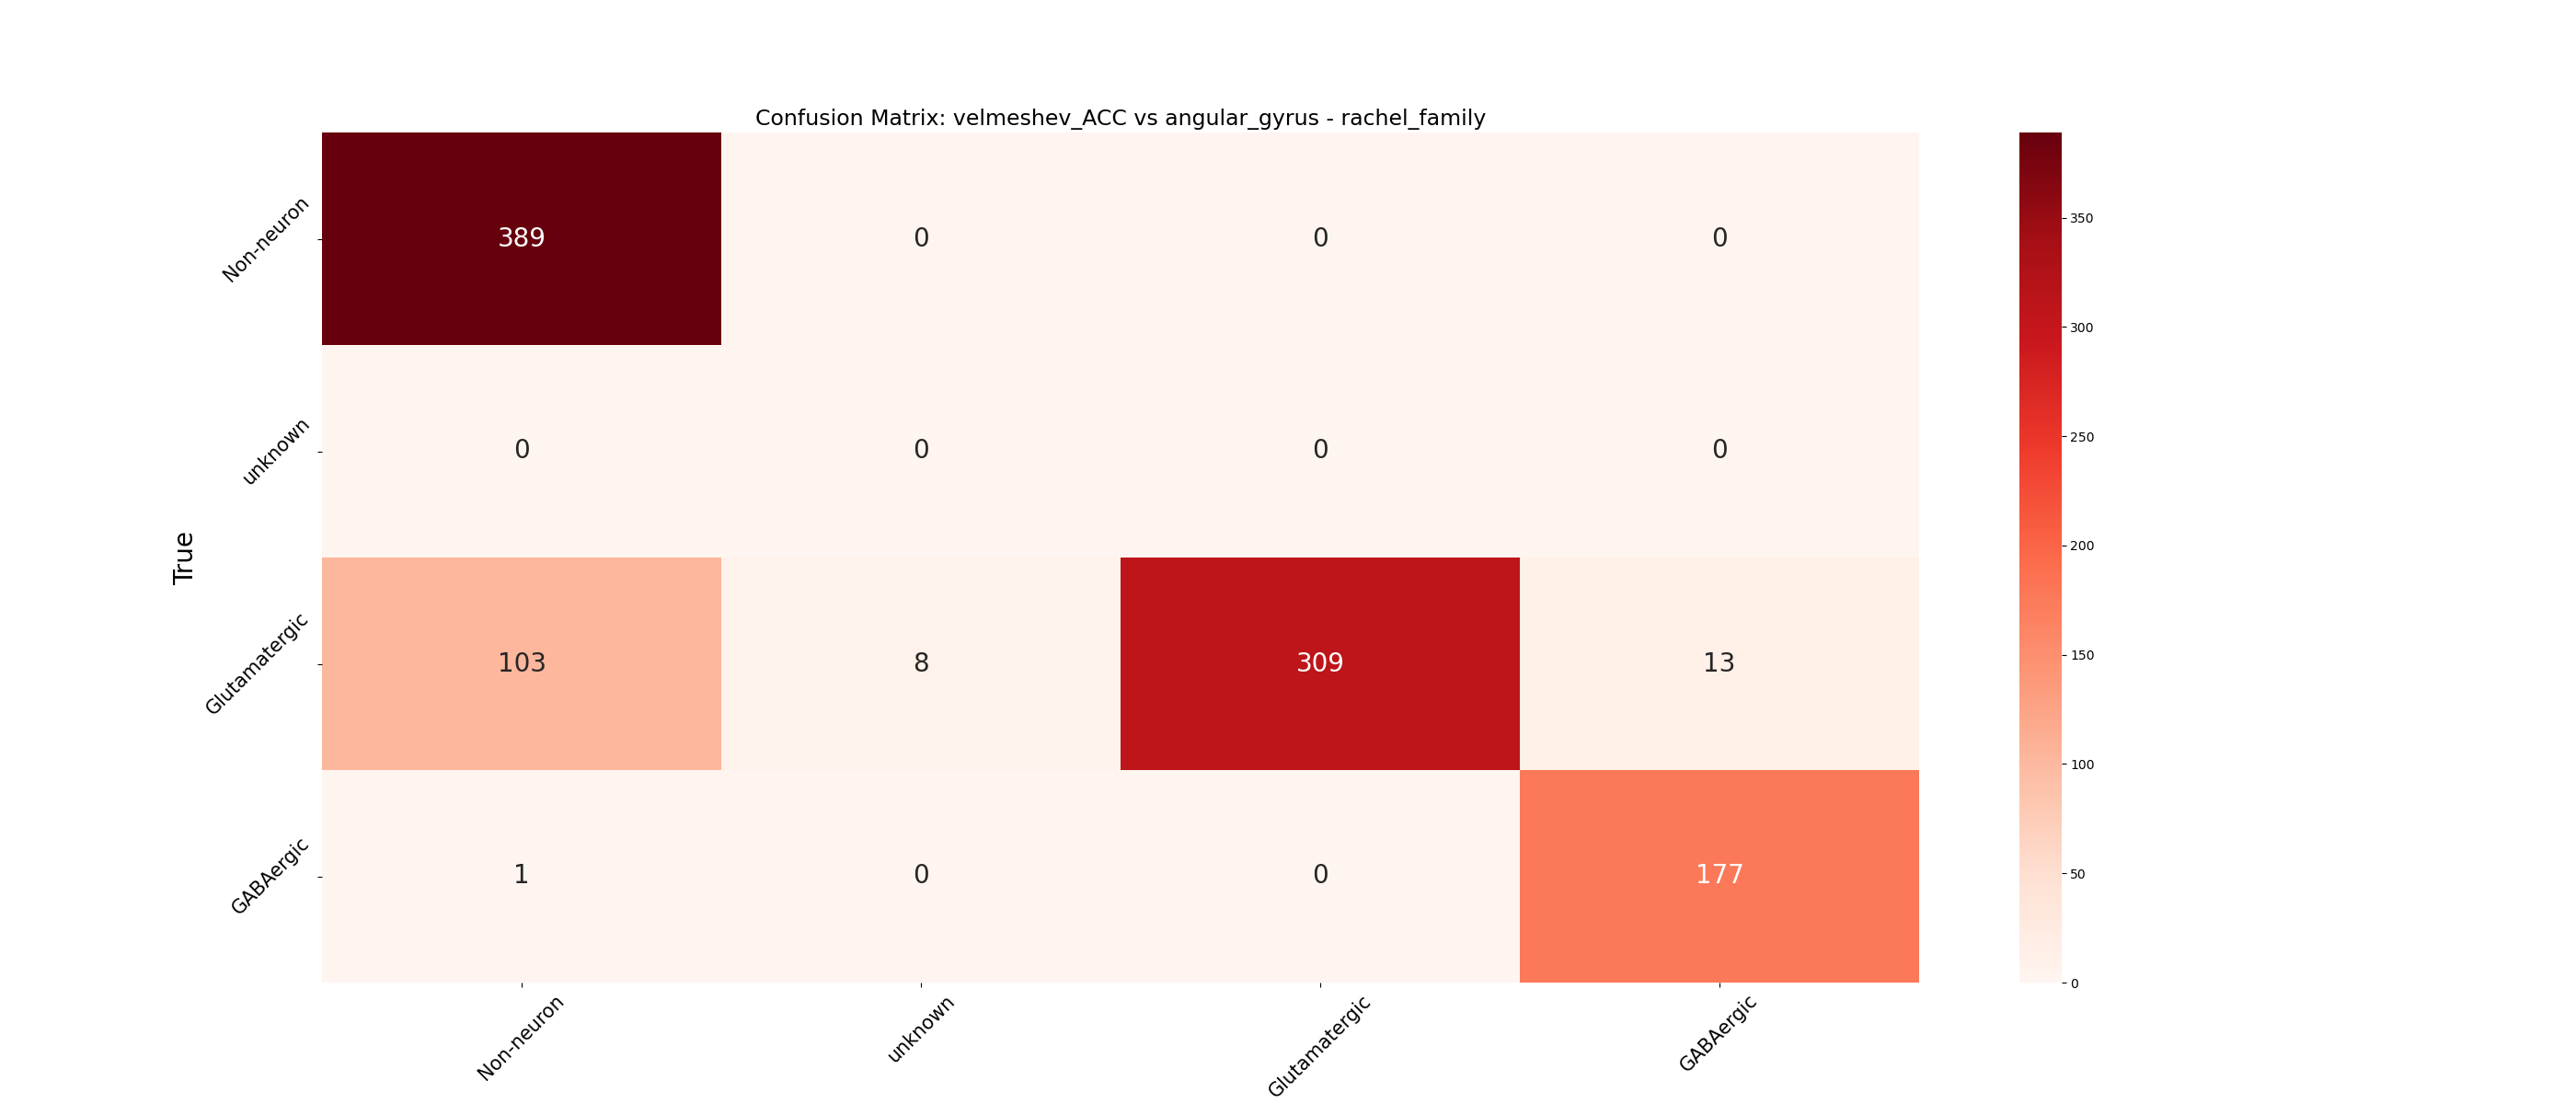 Confusion Matrix: velmeshev_ACC vs angular_gyrus - rachel_family
True
Non-neuron 389 0 0 0
unknown 0 0 0 0
Glutamatergic 103 8 309 13
GABAergic 1 0 0 177
Non-neuron unknown Glutamatergic GABAergic
350
300
250
200
150
100
50
0